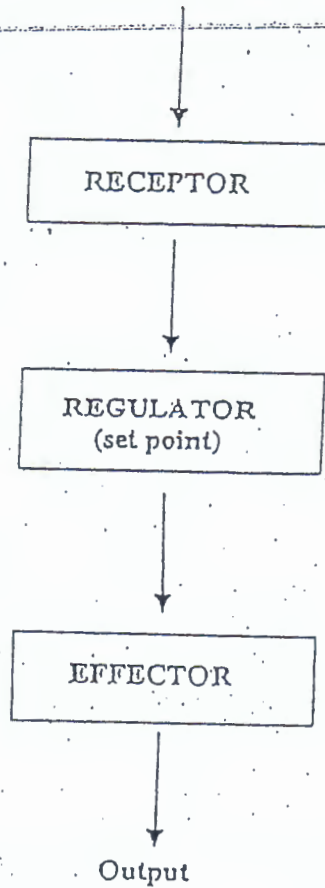 RECEPTOR
REGULATOR
(set point)
EFFECTOR
Output